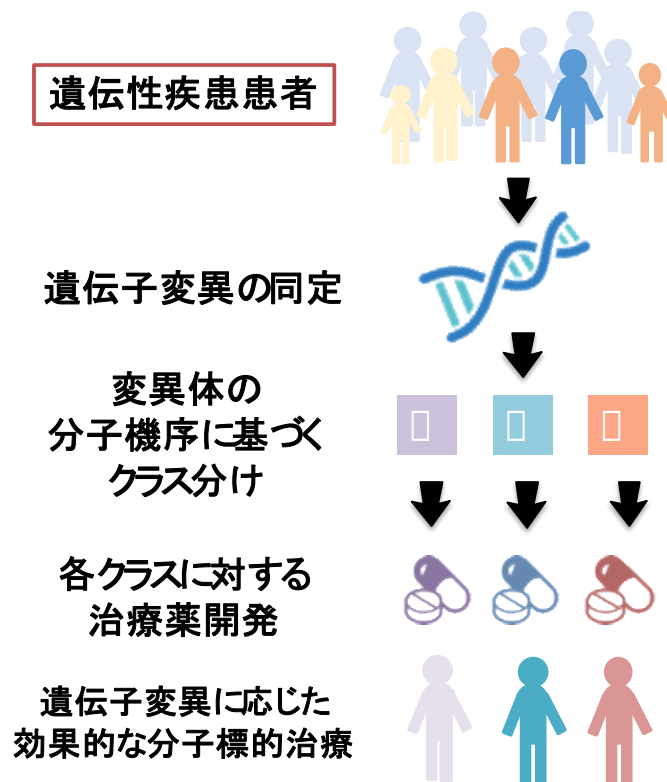 遺伝性疾患患者
遺伝子変異の同定
変異体の
分子機序に基づく
クラス分け
各クラスに対する
治療薬開発
遺伝子変異に応じた
効果的な分子標的治療